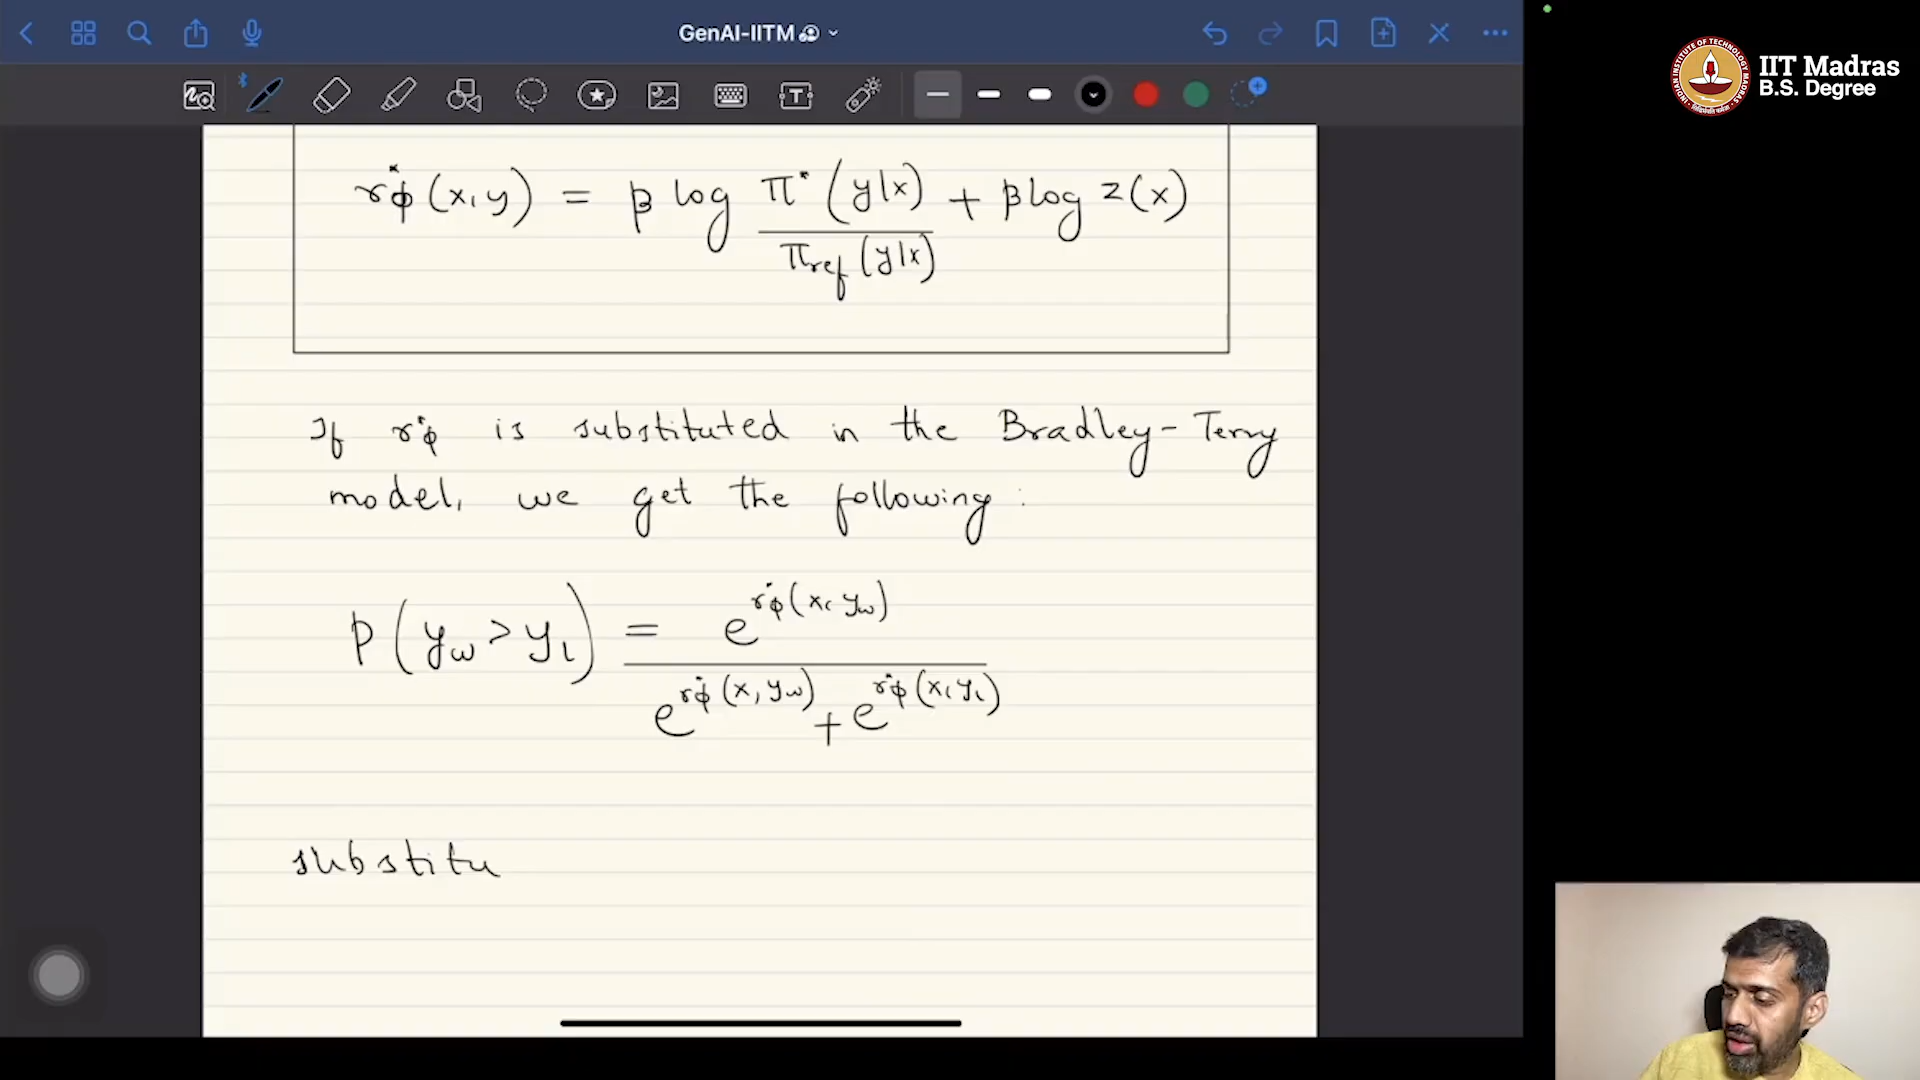 GenAI-IITM
IIT Madras
B.S. Degree
r*ϕ(x, y) = β log π*(y|x) / πref(y|x) + β log z(x)
If r*ϕ is substituted in the Bradley-Terry
model, we get the following:
P(yw > yl) = e^{r*ϕ(x, yw)} / e^{r*ϕ(x, yw)} + e^{r*ϕ(x, yl)}
substitu